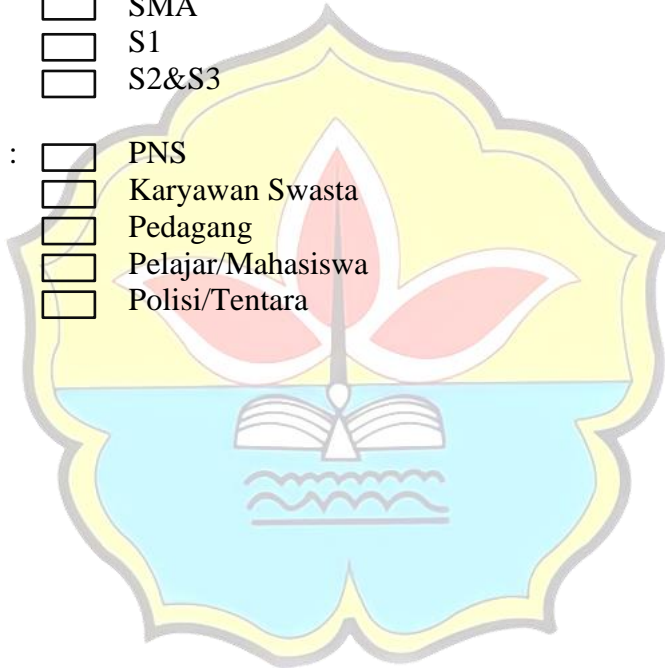 SMA
S1
S2&S3
: PNS
Karyawan Swasta
Pedagang
Pelajar/Mahasiswa
Polisi/Tentara